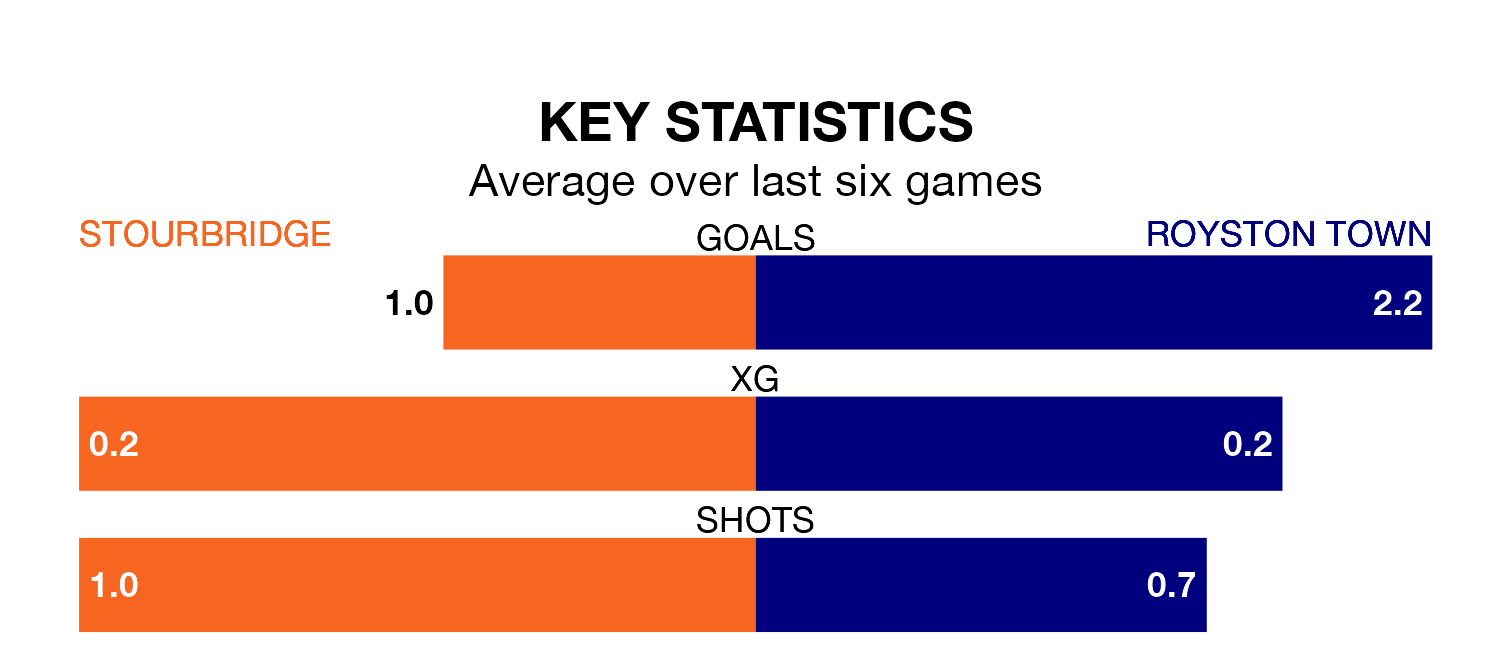 KEY STATISTICS
Average over last six games
STOURBRIDGE
GOALS
ROYSTON TOWN
1.0
2.2
XG
0.2
0.2
SHOTS
1.0
0.7